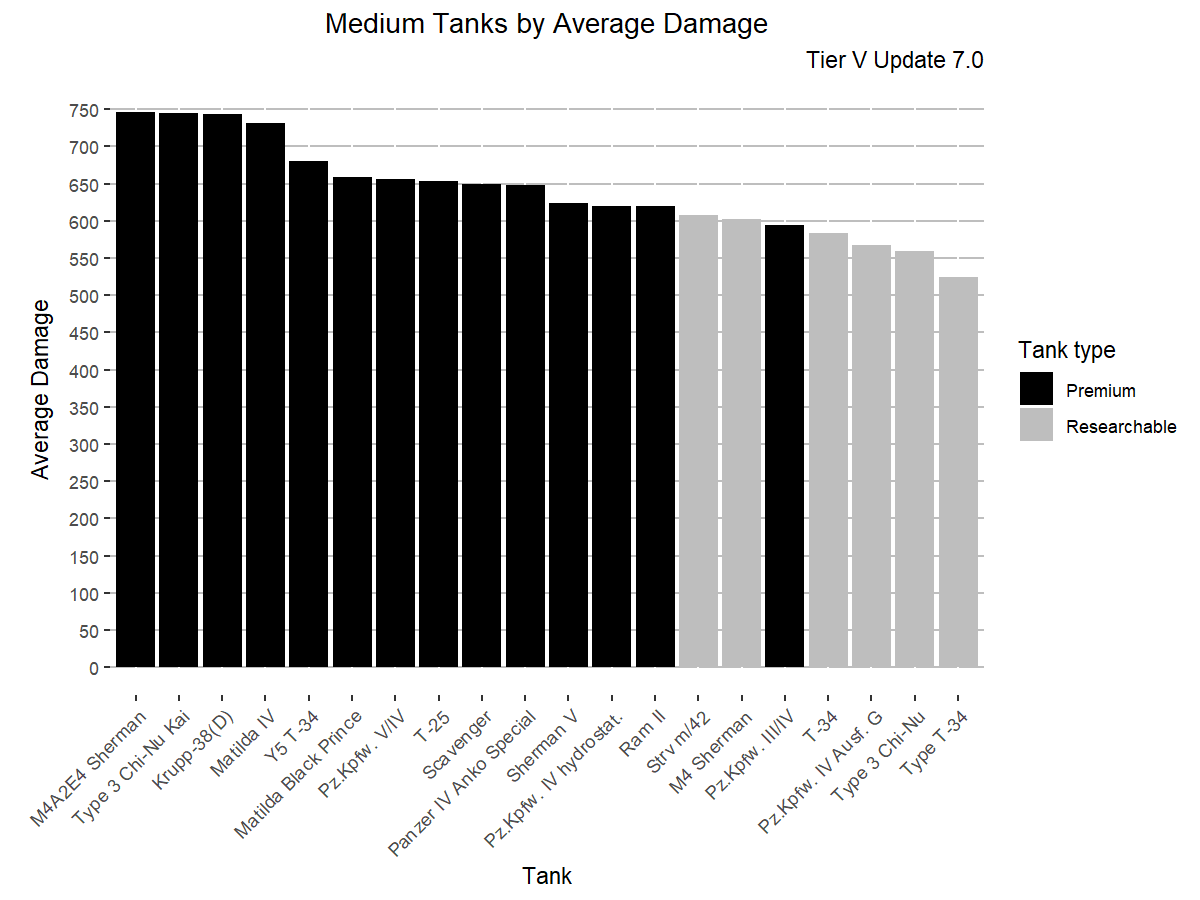 Medium Tanks by Average Damage
Tier V Update 7.0
Average Damage
750
700
650
600
550
500
450
400
350
300
250
200
150
100
50
0
M4A2E4 Sherman
Type 3 Chi-Nu Kai
Krupp-38(D)
Matilda IV
Y5 T-34
Matilda Black Prince
Pz.Kpfw. V/IV
T-25
Scavenger
Panzer IV Anko Special
Sherman V
Pz.Kpfw. IV hydrostat.
Ram II
Strv m/42
M4 Sherman
Pz.Kpfw. III/IV
T-34
Pz.Kpfw. IV Ausf. G
Type 3 Chi-Nu
Type T-34
Tank
Tank type
Premium
Researchable